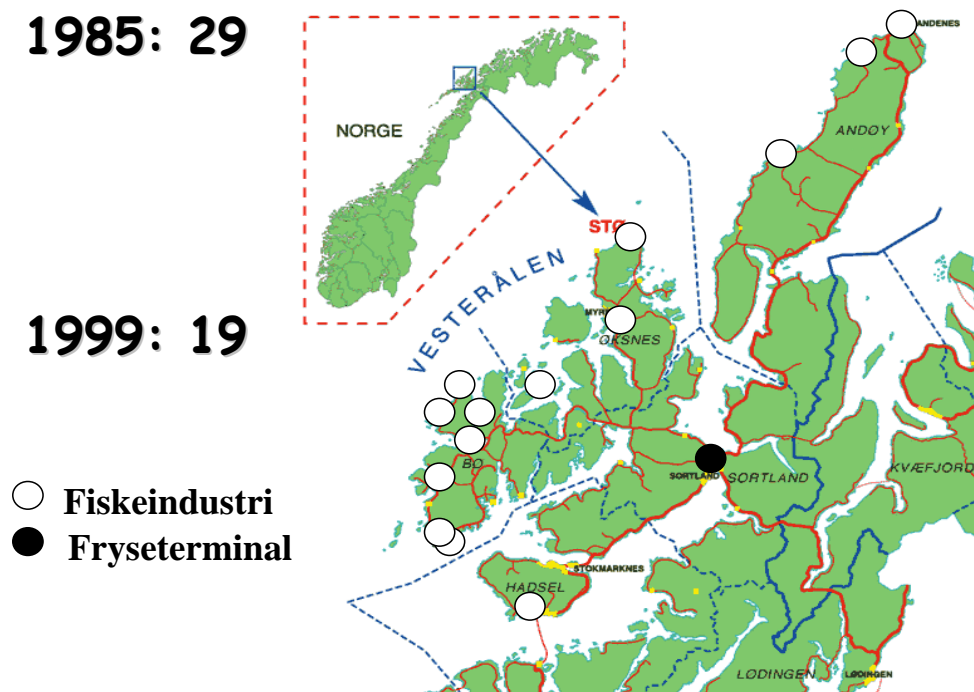 1985: 29
ANDENES
NORGE
ANDØY
STØ
VESTERÅLEN
1999: 19
ØKSNES
BØ
SORTLAND
SORTLAND
KVÆFJORD
Fiskeindustri
Fryseterminal
STOKMARKNES
HADSEL
LØDINGEN
LØDINGEN